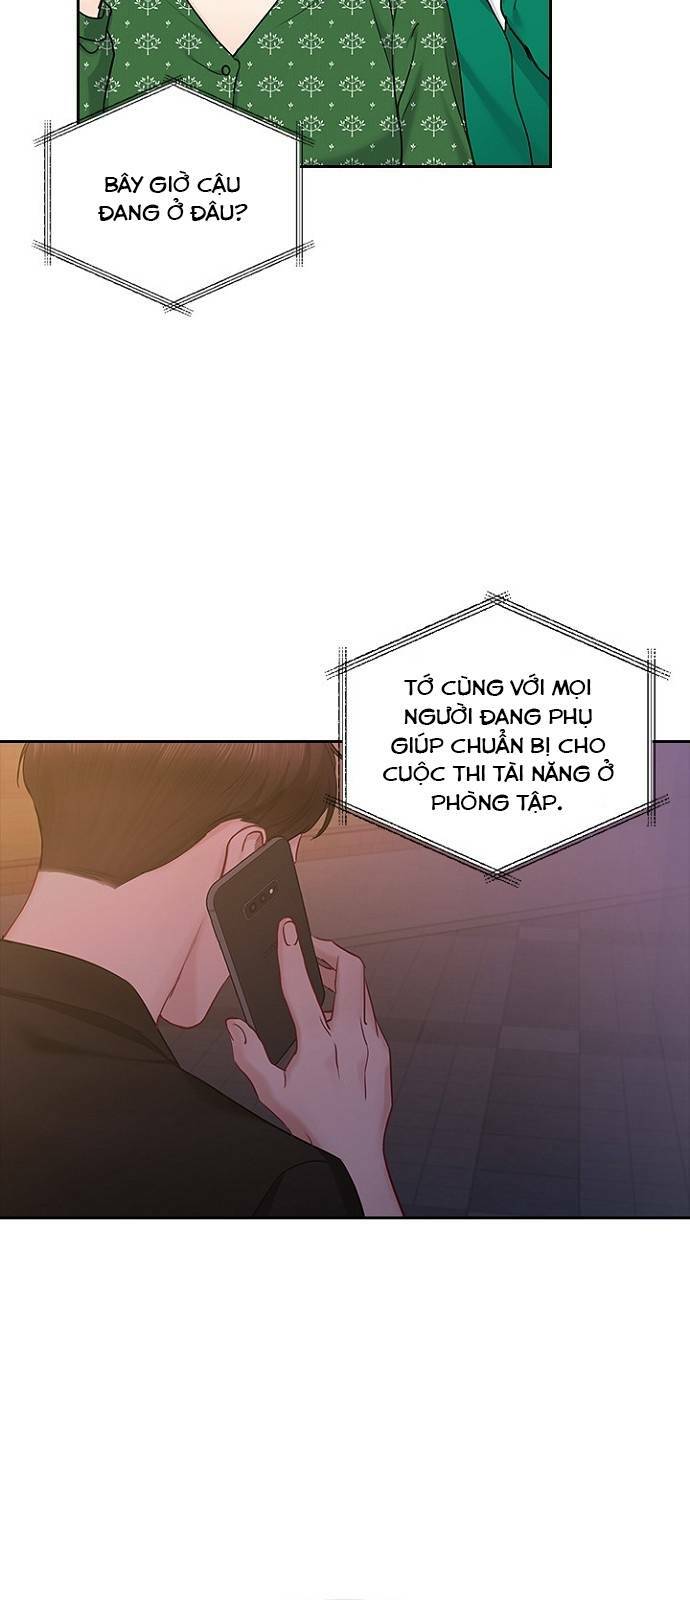 BÂY GIỜ CẬU
ĐANG Ở ĐÂU?
TỚ CÙNG VỚI MỌI
NGƯỜI ĐANG PHỤ
GIÚP CHUẨN BỊ CHO
CUỘC THI TÀI NĂNG Ở
PHÒNG TẬP.